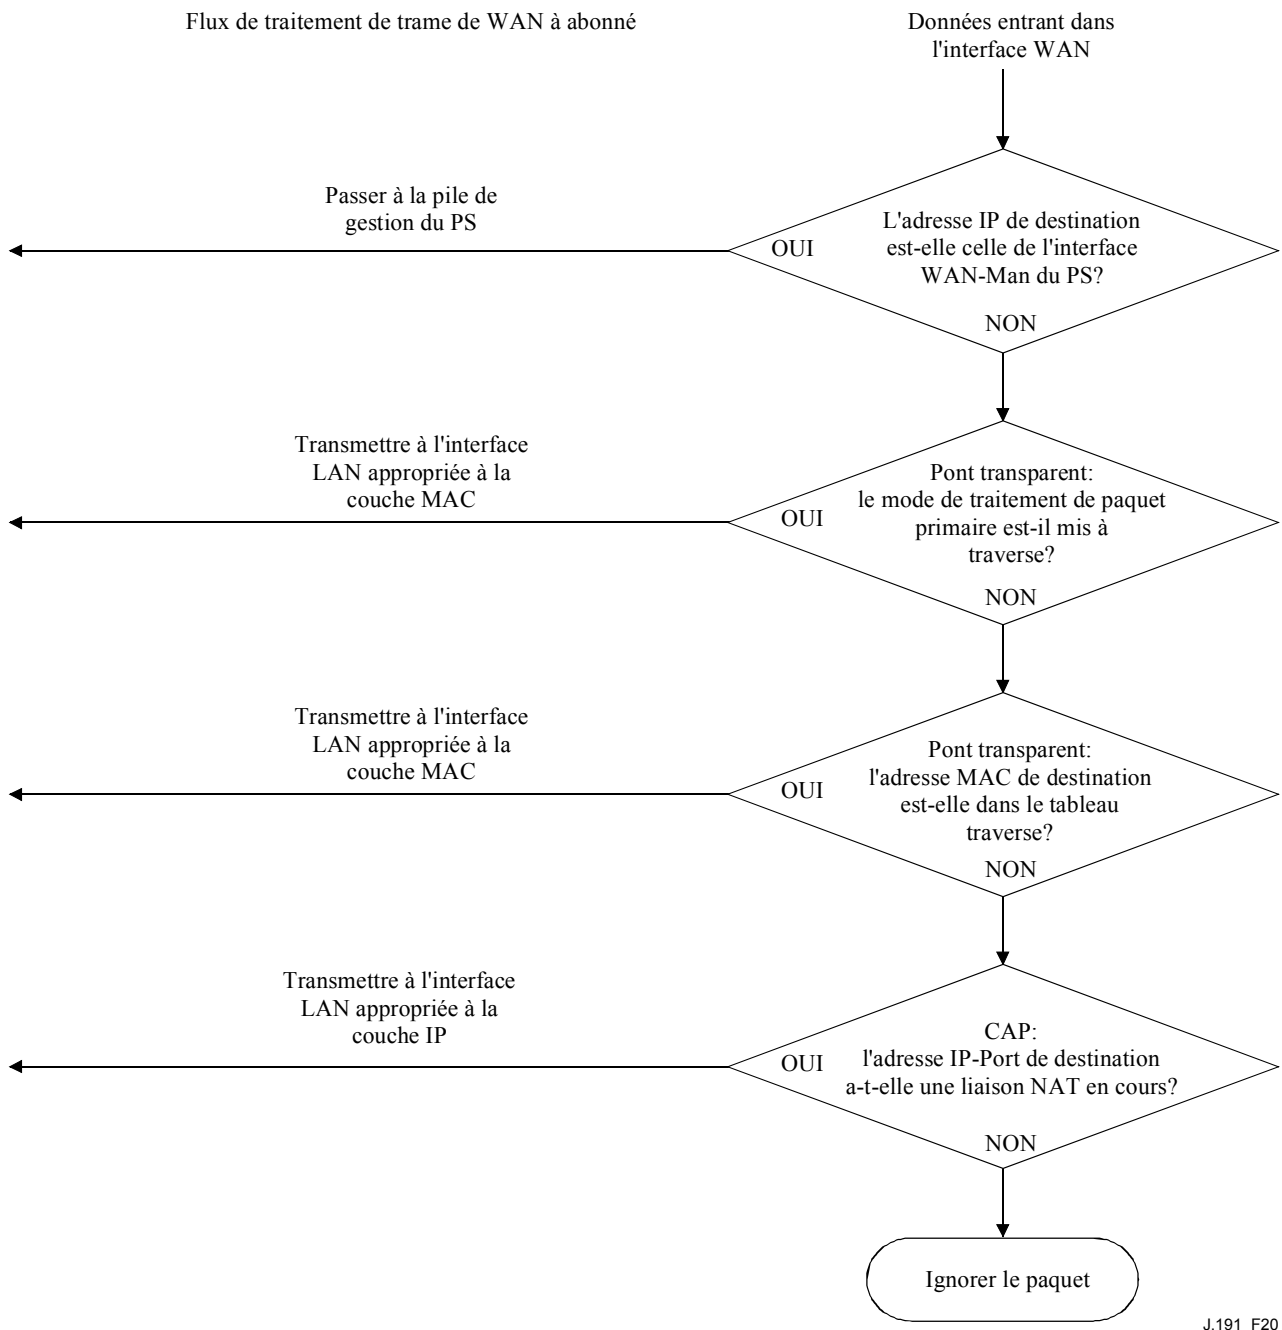 Flux de traitement de trame de WAN à abonné
Données entrant dans
l'interface WAN
Passer à la pile de
gestion du PS
OUI
L'adresse IP de destination
est-elle celle de l'interface
WAN-Man du PS?
NON
Transmettre à l'interface
LAN appropriée à la
couche MAC
OUI
Pont transparent:
le mode de traitement de paquet
primaire est-il mis à
traverse?
NON
Transmettre à l'interface
LAN appropriée à la
couche MAC
OUI
Pont transparent:
l'adresse MAC de destination
est-elle dans le tableau
traverse?
NON
Transmettre à l'interface
LAN appropriée à la
couche IP
OUI
CAP:
l'adresse IP-Port de destination
a-t-elle une liaison NAT en cours?
NON
Ignorer le paquet
J.191_F20